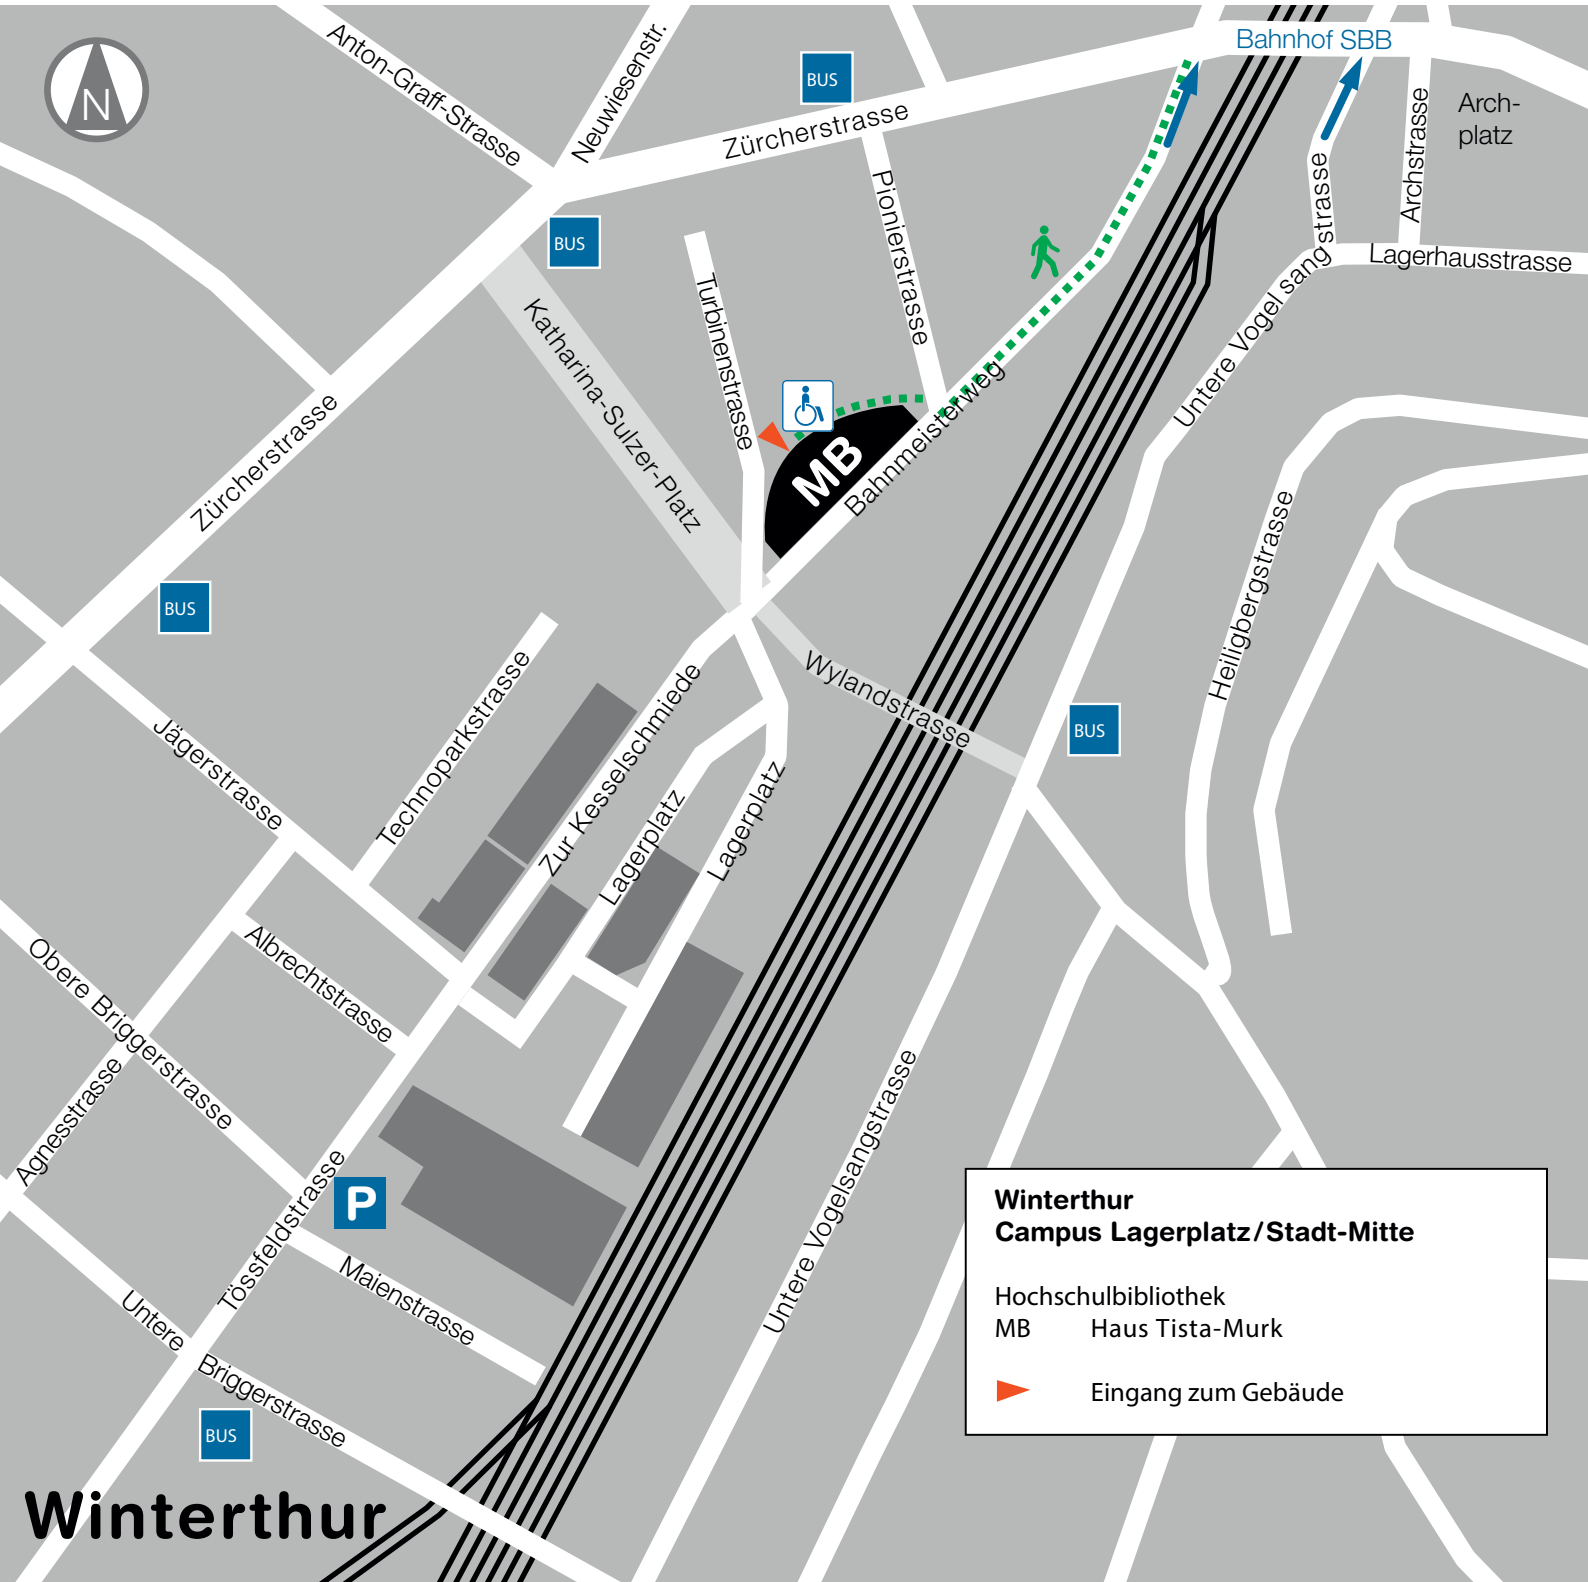 Bahnhof SBB
Anton-Graff-Strasse
Neuwiesenstr.
N
BUS
Zürcherstrasse
Arch-
platz
Archstrasse
Pionierstrasse
Untere Vogelsangstrasse
Lagerhausstrasse
BUS
Turbinenstrasse
Katharina-Sulzer-Platz
Zürcherstrasse
MB
Bahnmeisterweg
Heiligbergstrasse
BUS
Wylandstrasse
BUS
Technoparkstrasse
Jägerstrasse
Zur Kesselschmiede
Lagerplatz
Lagerplatz
Albrechtstrasse
Obere Briggerstrasse
Agnesstrasse
Untere Vogelsangstrasse
P
Tössfeldstrasse
Maienstrasse
Untere Briggerstrasse
BUS
Winterthur
Winterthur
Campus Lagerplatz/Stadt-Mitte
Hochschulbibliothek
MB Haus Tista-Murk
Eingang zum Gebäude